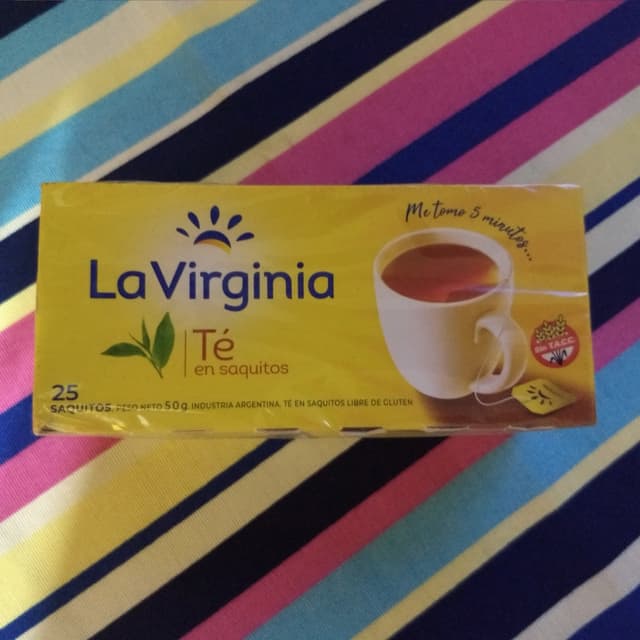 Me tomo 5 minutos...
La Virginia
Té
en saquitos
Sin T.A.C.C.
25
SAQUITOS. PESO NETO 50g. INDUSTRIA ARGENTINA. TÉ EN SAQUITOS LIBRE DE GLUTEN